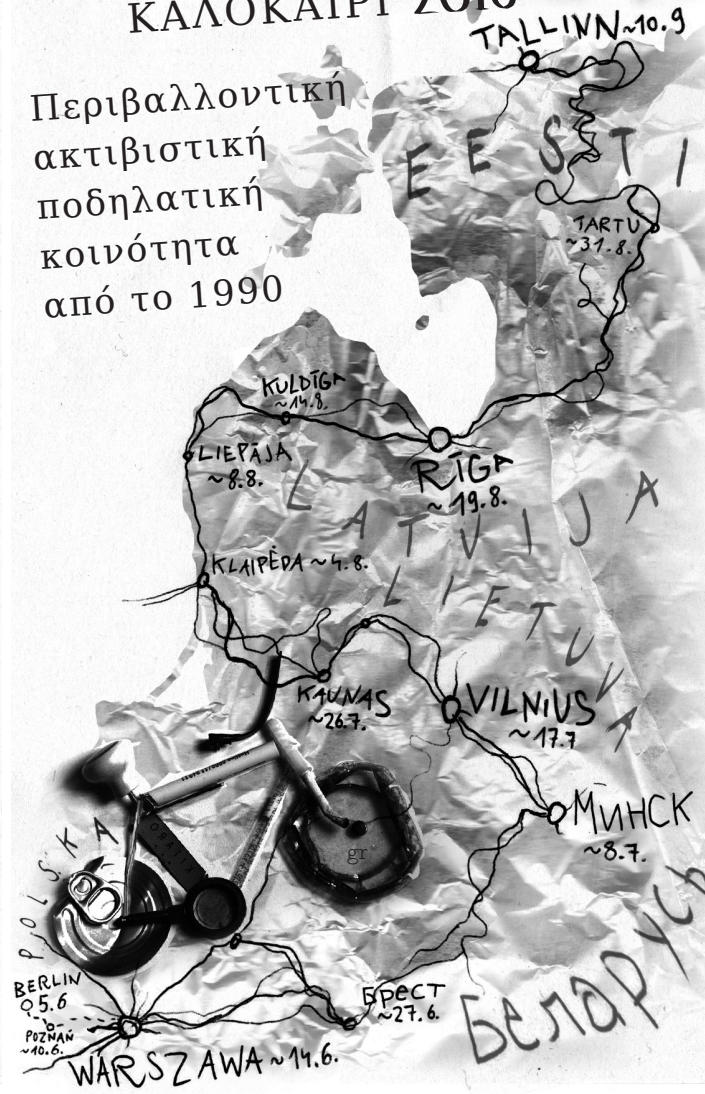 ΚΑΛΟΚΑΙΡΙ 2018
TALLINN ~10.9
Περιβαλλοντική
ακτιβιστική
ποδηλατική
κοινότητα
από το 1990
EESTI
TARTU
~31.8.
KULDĪGA
~14.8.
LIEPĀJA
~8.8.
RĪGA
~19.8.
LATVIJA
KLAIPĖDA ~4.8.
LIETUVA
KAUNAS
~26.7.
VILNIUS
~17.7
МИНСК
~8.7.
gr
POLSKA
БЕЛАРУСЬ
BERLIN
5.6
POZNAŃ
~10.6.
БРЕСТ
~27.6.
WARSZAWA ~14.6.